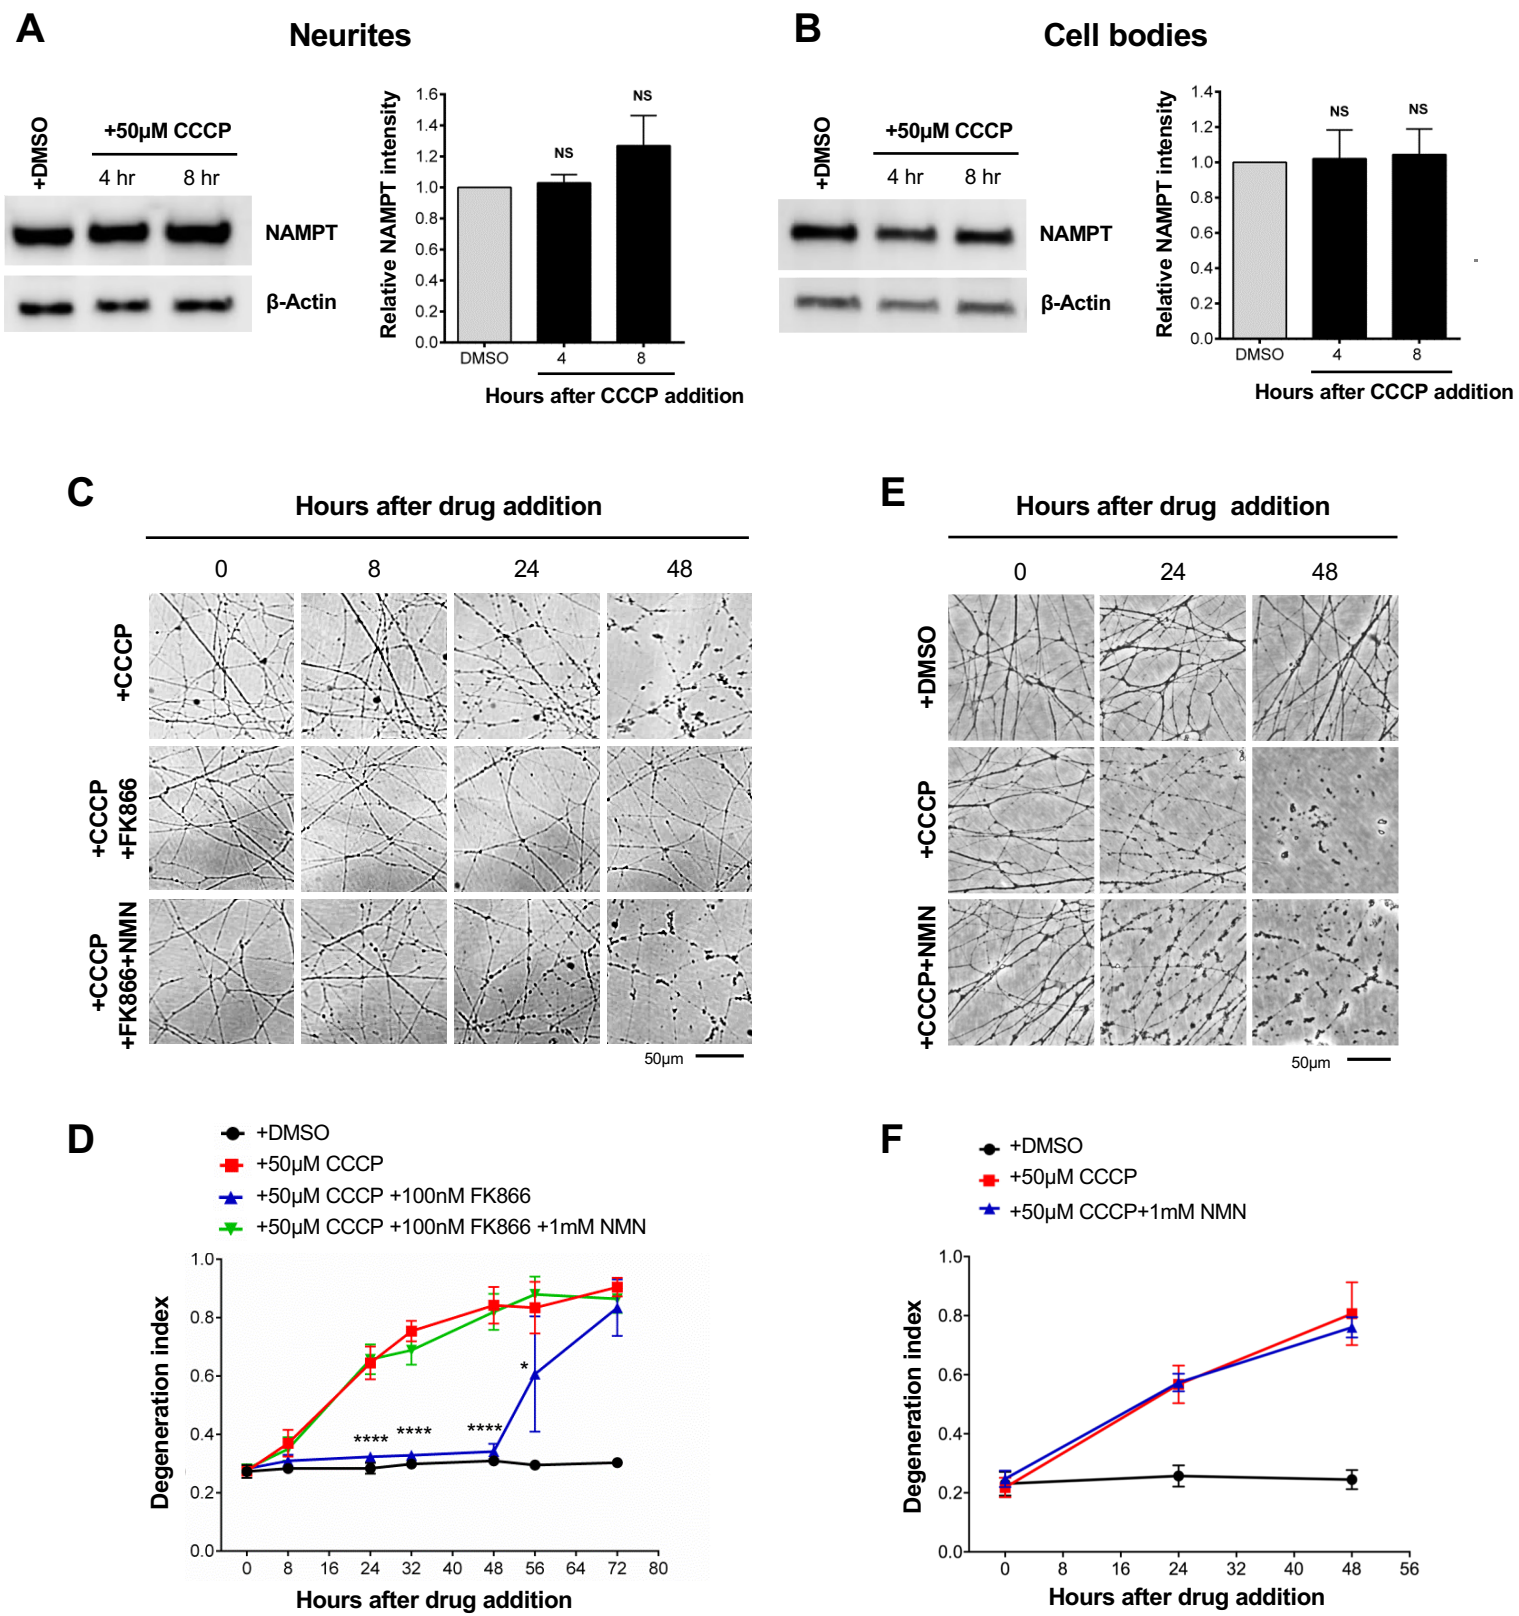 A
Neurites
+DMSO
+50µM CCCP
4 hr
8 hr
NAMPT
β-Actin
Relative NAMPT intensity
1.6
1.4
1.2
1.0
0.8
0.6
0.4
0.2
0.0
NS
NS
DMSO
4
8
Hours after CCCP addition
B
Cell bodies
+DMSO
+50µM CCCP
4 hr
8 hr
NAMPT
β-Actin
Relative NAMPT intensity
1.4
1.2
1.0
0.8
0.6
0.4
0.2
0.0
NS
NS
DMSO
4
8
Hours after CCCP addition
C
Hours after drug addition
0
8
24
48
+CCCP
+CCCP
+FK866
+CCCP
+FK866+NMN
50µm
E
Hours after drug addition
0
24
48
+DMSO
+CCCP
+CCCP+NMN
50µm
D
+DMSO
+50µM CCCP
+50µM CCCP +100nM FK866
+50µM CCCP +100nM FK866 +1mM NMN
Degeneration index
1.0
0.8
0.6
0.4
0.2
0.0
****
****
****
*
0 8 16 24 32 40 48 56 64 72 80
Hours after drug addition
F
+DMSO
+50µM CCCP
+50µM CCCP+1mM NMN
Degeneration index
1.0
0.8
0.6
0.4
0.2
0.0
0 8 16 24 32 40 48 56
Hours after drug addition